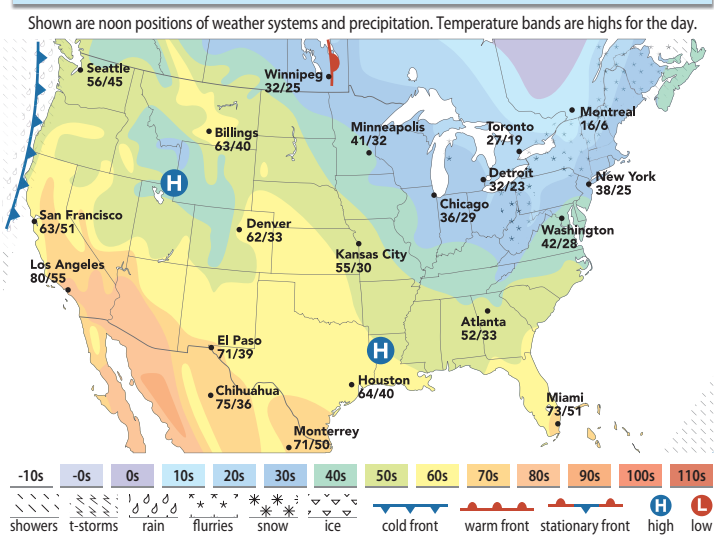 Shown are noon positions of weather systems and precipitation. Temperature bands are highs for the day.
Seattle
56/45
Winnipeg
32/25
Billings
63/40
Minneapolis
41/32
Toronto
27/19
Montreal
16/6
H
Detroit
32/23
New York
38/25
Chicago
36/29
San Francisco
63/51
Denver
62/33
Washington
42/28
Kansas City
55/30
Los Angeles
80/55
Atlanta
52/33
El Paso
71/39
H
Houston
64/40
Chihuahua
75/36
Miami
73/51
Monterrey
71/50
-10s -0s 0s 10s 20s 30s 40s 50s 60s 70s 80s 90s 100s 110s
H L
showers t-storms rain flurries snow ice cold front warm front stationary front high low